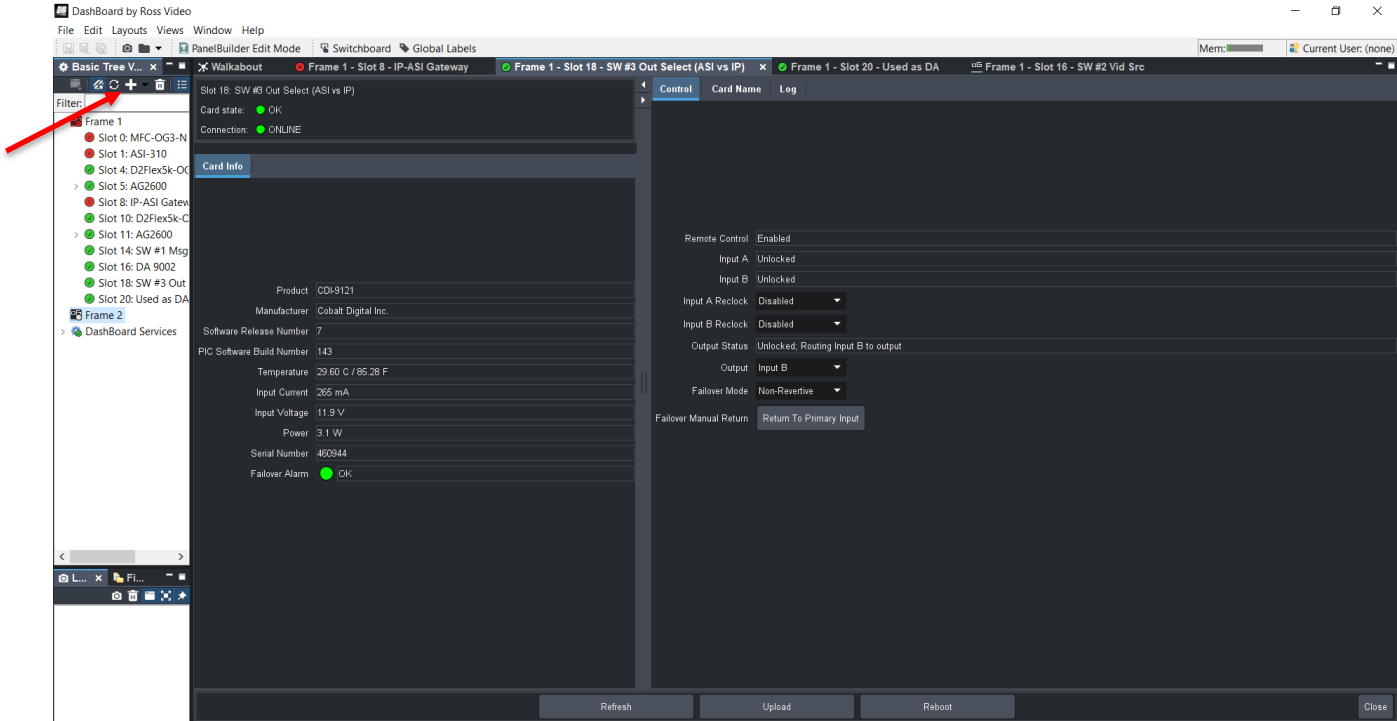 DashBoard by Ross Video
File Edit Layouts Views Window Help
PanelBuilder Edit Mode Switchboard Global Labels Mem: Current User: (none)
Basic Tree V... Walkabout Frame 1 - Slot 8 - IP-ASI Gateway Frame 1 - Slot 18 - SW #3 Out Select (ASI vs IP) Frame 1 - Slot 20 - Used as DA Frame 1 - Slot 16 - SW #2 Vid Src
Filter:
Frame 1
Slot 0: MFC-OG3-N
Slot 1: ASI-310
Slot 4: D2Flex5k-OG
Slot 5: AG2600
Slot 8: IP-ASI Gatew
Slot 10: D2Flex5k-O
Slot 11: AG2600
Slot 14: SW #1 Msg
Slot 16: DA 9002
Slot 18: SW #3 Out
Slot 20: Used as DA
Frame 2
DashBoard Services
L... Fi...
Slot 18: SW #3 Out Select (ASI vs IP)
Card state: OK
Connection: ONLINE
Card Info
Product CDI-9121
Manufacturer Cobalt Digital Inc.
Software Release Number 7
PIC Software Build Number 143
Temperature 29.60 C / 85.28 F
Input Current 265 mA
Input Voltage 11.9 V
Power 3.1 W
Serial Number 460944
Failover Alarm OK
Control Card Name Log
Remote Control Enabled
Input A Unlocked
Input B Unlocked
Input A Reclock Disabled
Input B Reclock Disabled
Output Status Unlocked; Routing Input B to output
Output Input B
Failover Mode Non-Revertive
Failover Manual Return Return To Primary Input
Refresh Upload Reboot Close